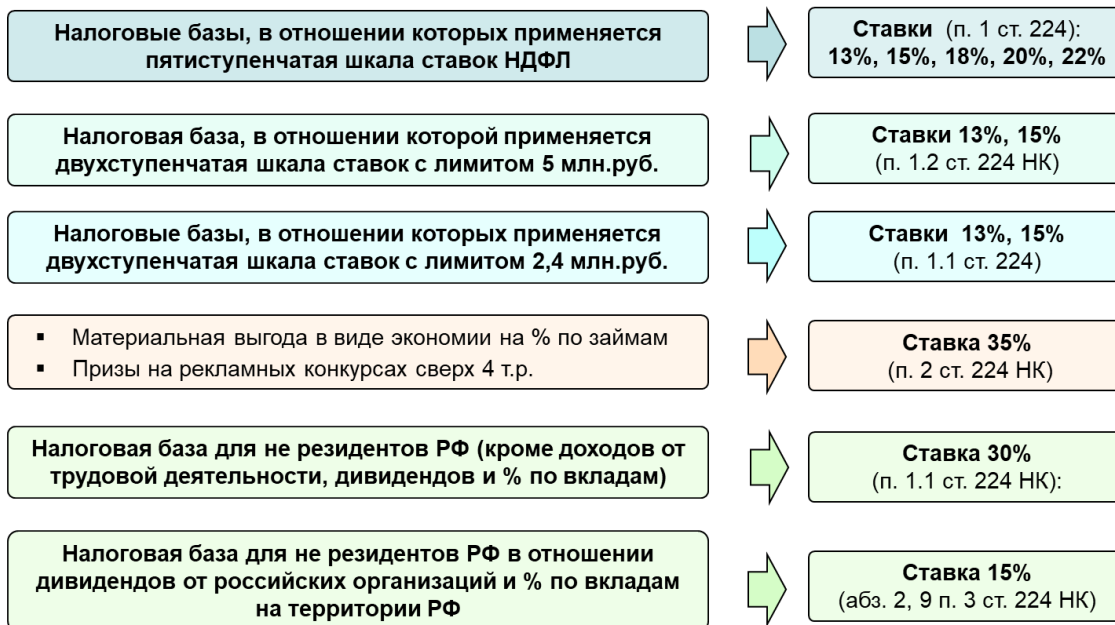 Налоговые базы, в отношении которых применяется
пятиступенчатая шкала ставок НДФЛ
Ставки (п. 1 ст. 224):
13%, 15%, 18%, 20%, 22%
Налоговая база, в отношении которой применяется
двухступенчатая шкала ставок с лимитом 5 млн.руб.
Ставки 13%, 15%
(п. 1.2 ст. 224 НК)
Налоговые базы, в отношении которых применяется
двухступенчатая шкала ставок с лимитом 2,4 млн.руб.
Ставки 13%, 15%
(п. 1.1 ст. 224)
▪ Материальная выгода в виде экономии на % по займам
▪ Призы на рекламных конкурсах сверх 4 т.р.
Ставка 35%
(п. 2 ст. 224 НК)
Налоговая база для не резидентов РФ (кроме доходов от
трудовой деятельности, дивидендов и % по вкладам)
Ставка 30%
(п. 1.1 ст. 224 НК):
Налоговая база для не резидентов РФ в отношении
дивидендов от российских организаций и % по вкладам
на территории РФ
Ставка 15%
(абз. 2, 9 п. 3 ст. 224 НК)